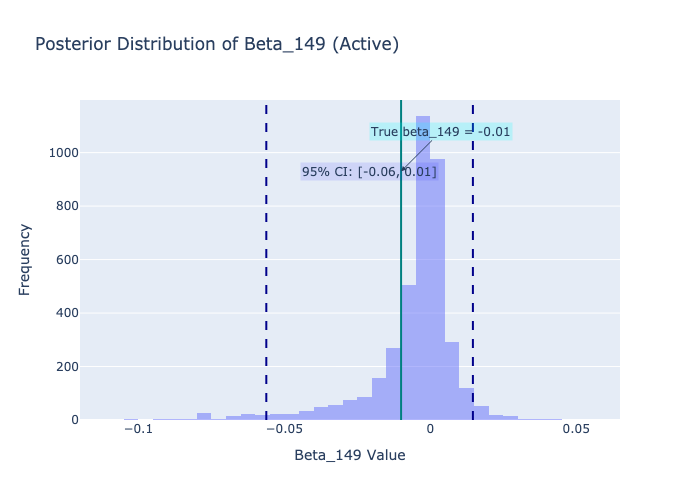 Posterior Distribution of Beta_149 (Active)
True beta_149 = -0.01
95% CI: [-0.06, 0.01]
Frequency
1000
800
600
400
200
0
−0.1
−0.05
0
0.05
Beta_149 Value